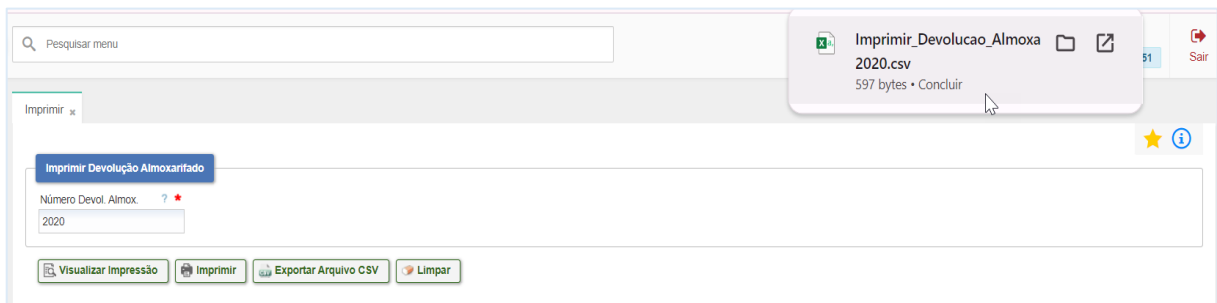 Pesquisar menu
Imprimir_Devolucao_Almoxa
2020.csv
597 bytes • Concluir
51
Sair
Imprimir
Imprimir Devolução Almoxarifado
Número Devol. Almox. ? *
2020
Visualizar Impressão
Imprimir
Exportar Arquivo CSV
Limpar